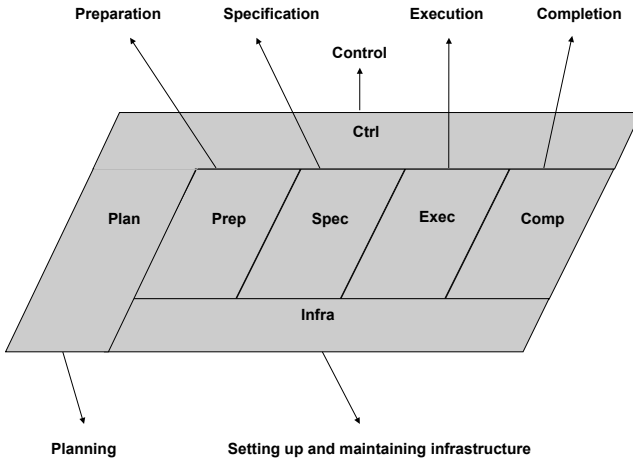 Preparation
Specification
Execution
Completion
Control
Ctrl
Plan
Prep
Spec
Exec
Comp
Infra
Planning
Setting up and maintaining infrastructure